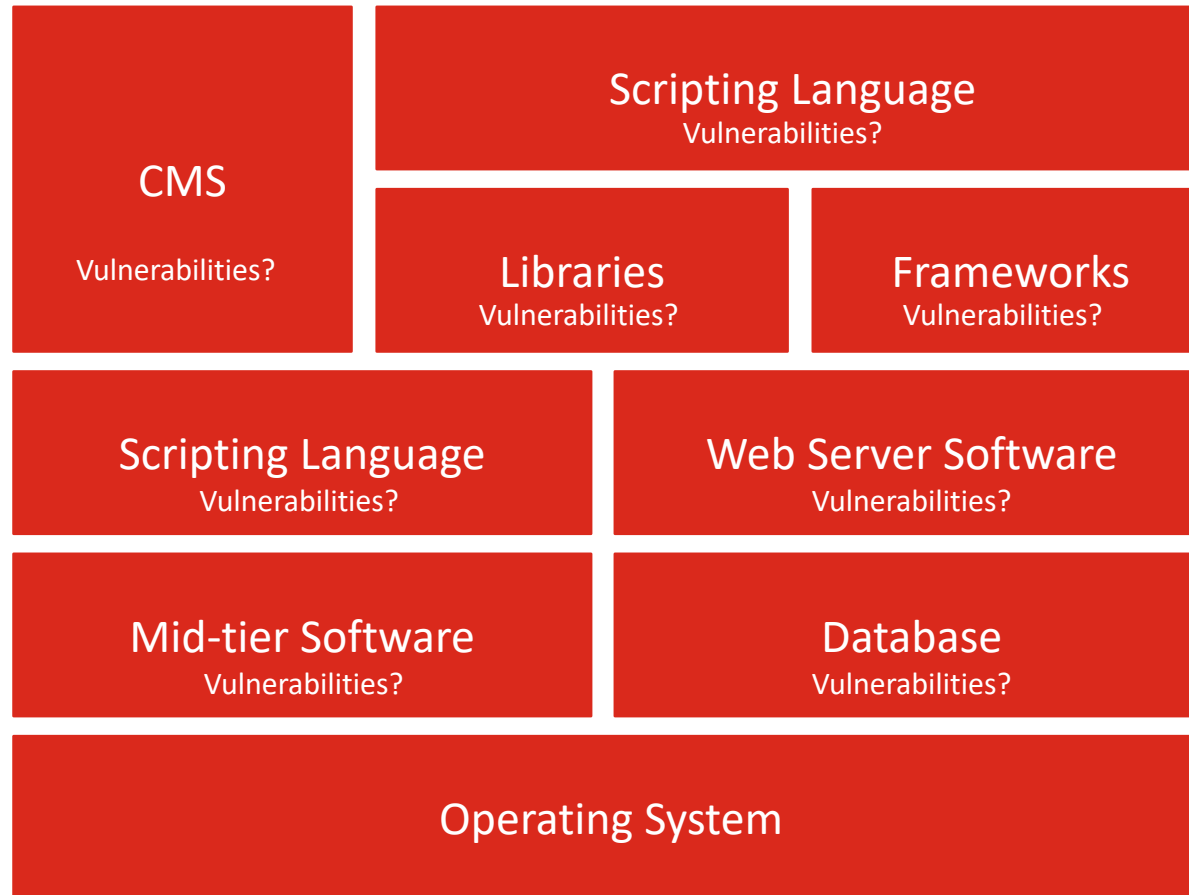 Scripting Language
Vulnerabilities?
CMS
Vulnerabilities?
Libraries
Vulnerabilities?
Frameworks
Vulnerabilities?
Scripting Language
Vulnerabilities?
Web Server Software
Vulnerabilities?
Mid-tier Software
Vulnerabilities?
Database
Vulnerabilities?
Operating System